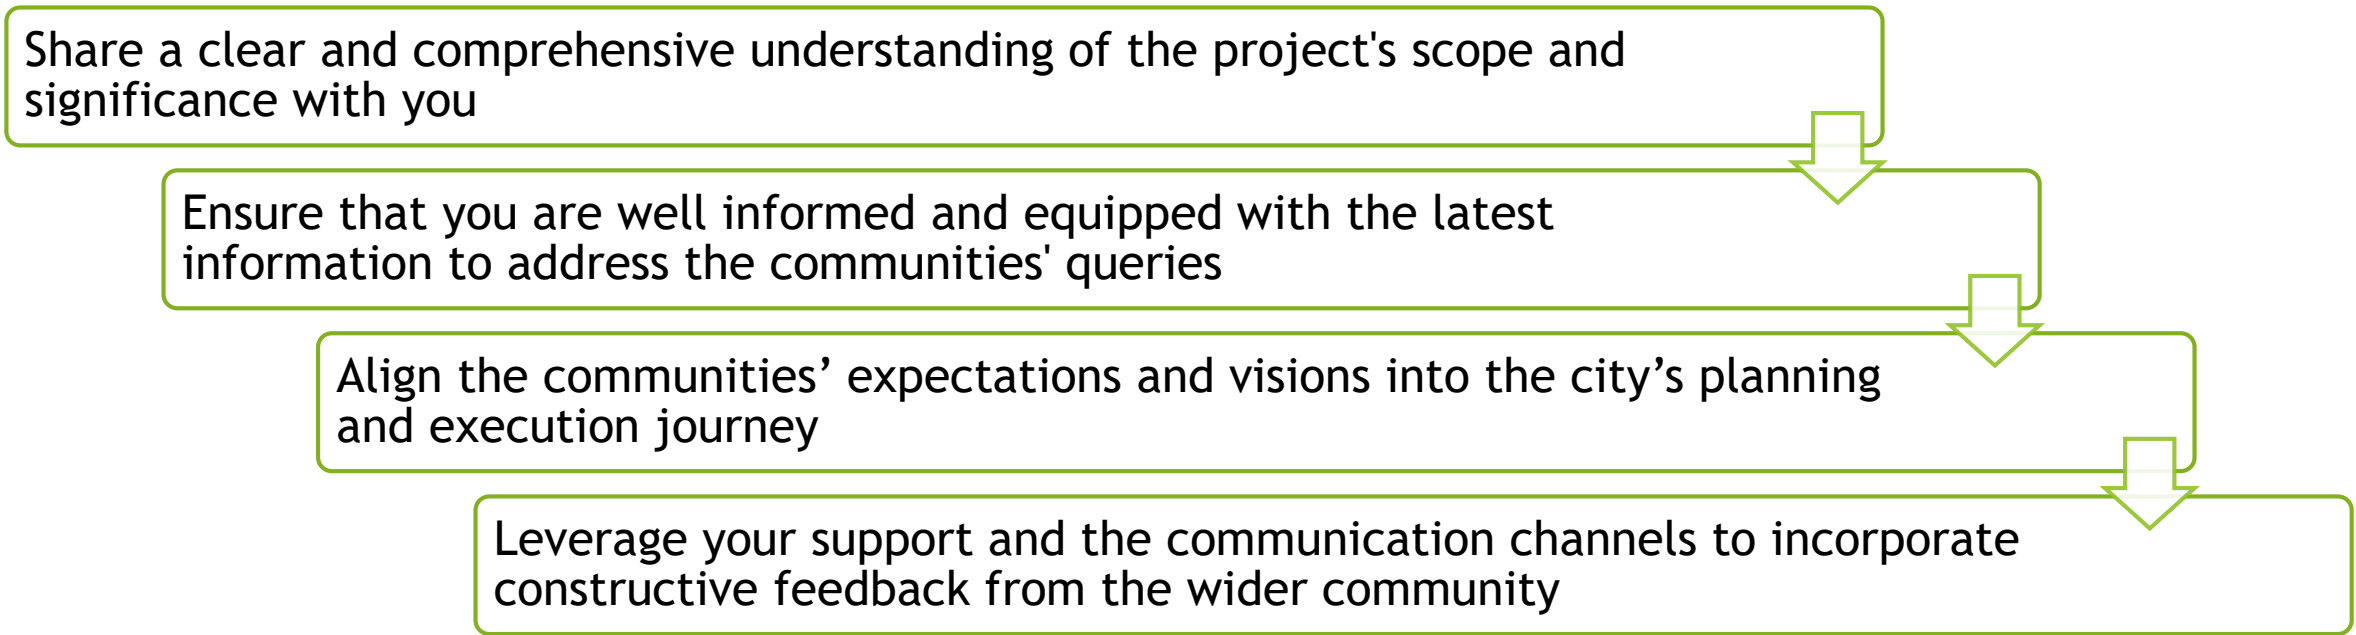 Share a clear and comprehensive understanding of the project's scope and
significance with you
Ensure that you are well informed and equipped with the latest
information to address the communities' queries
Align the communities’ expectations and visions into the city’s planning
and execution journey
Leverage your support and the communication channels to incorporate
constructive feedback from the wider community